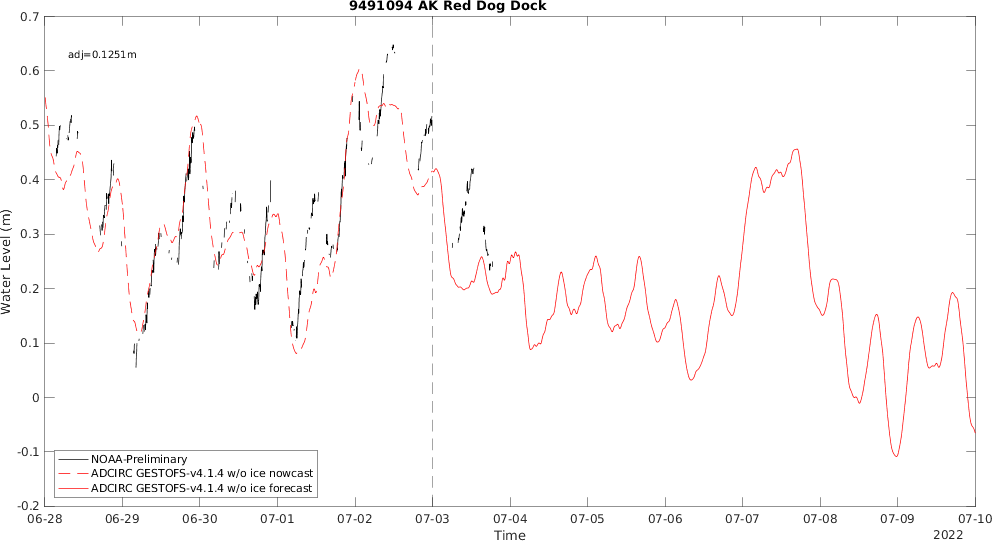 9491094 AK Red Dog Dock
adj=0.1251m
0.7
0.6
0.5
0.4
0.3
0.2
0.1
0
-0.1
-0.2
Water Level (m)
NOAA-Preliminary
ADCIRC GESTOFS-v4.1.4 w/o ice nowcast
ADCIRC GESTOFS-v4.1.4 w/o ice forecast
06-28 06-29 06-30 07-01 07-02 07-03 07-04 07-05 07-06 07-07 07-08 07-09 07-10
Time
2022